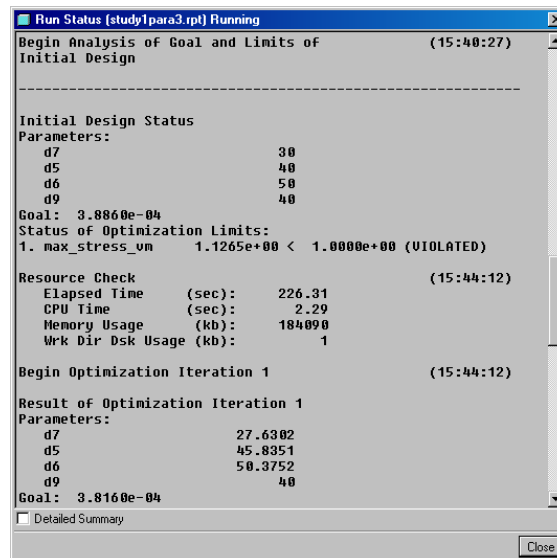 Run Status (study1para3.rpt) Running
Begin Analysis of Goal and Limits of (15:40:27)
Initial Design
------------------------------------------------------------
Initial Design Status
Parameters:
d7 30
d5 40
d6 50
d9 40
Goal: 3.8860e-04
Status of Optimization Limits:
1. max_stress_vm 1.1265e+00 < 1.0000e+00 (VIOLATED)
Resource Check (15:44:12)
Elapsed Time (sec): 226.31
CPU Time (sec): 2.29
Memory Usage (kb): 184090
Wrk Dir Dsk Usage (kb): 1
Begin Optimization Iteration 1 (15:44:12)
Result of Optimization Iteration 1
Parameters:
d7 27.6302
d5 45.8351
d6 50.3752
d9 40
Goal: 3.8160e-04
Detailed Summary
Close